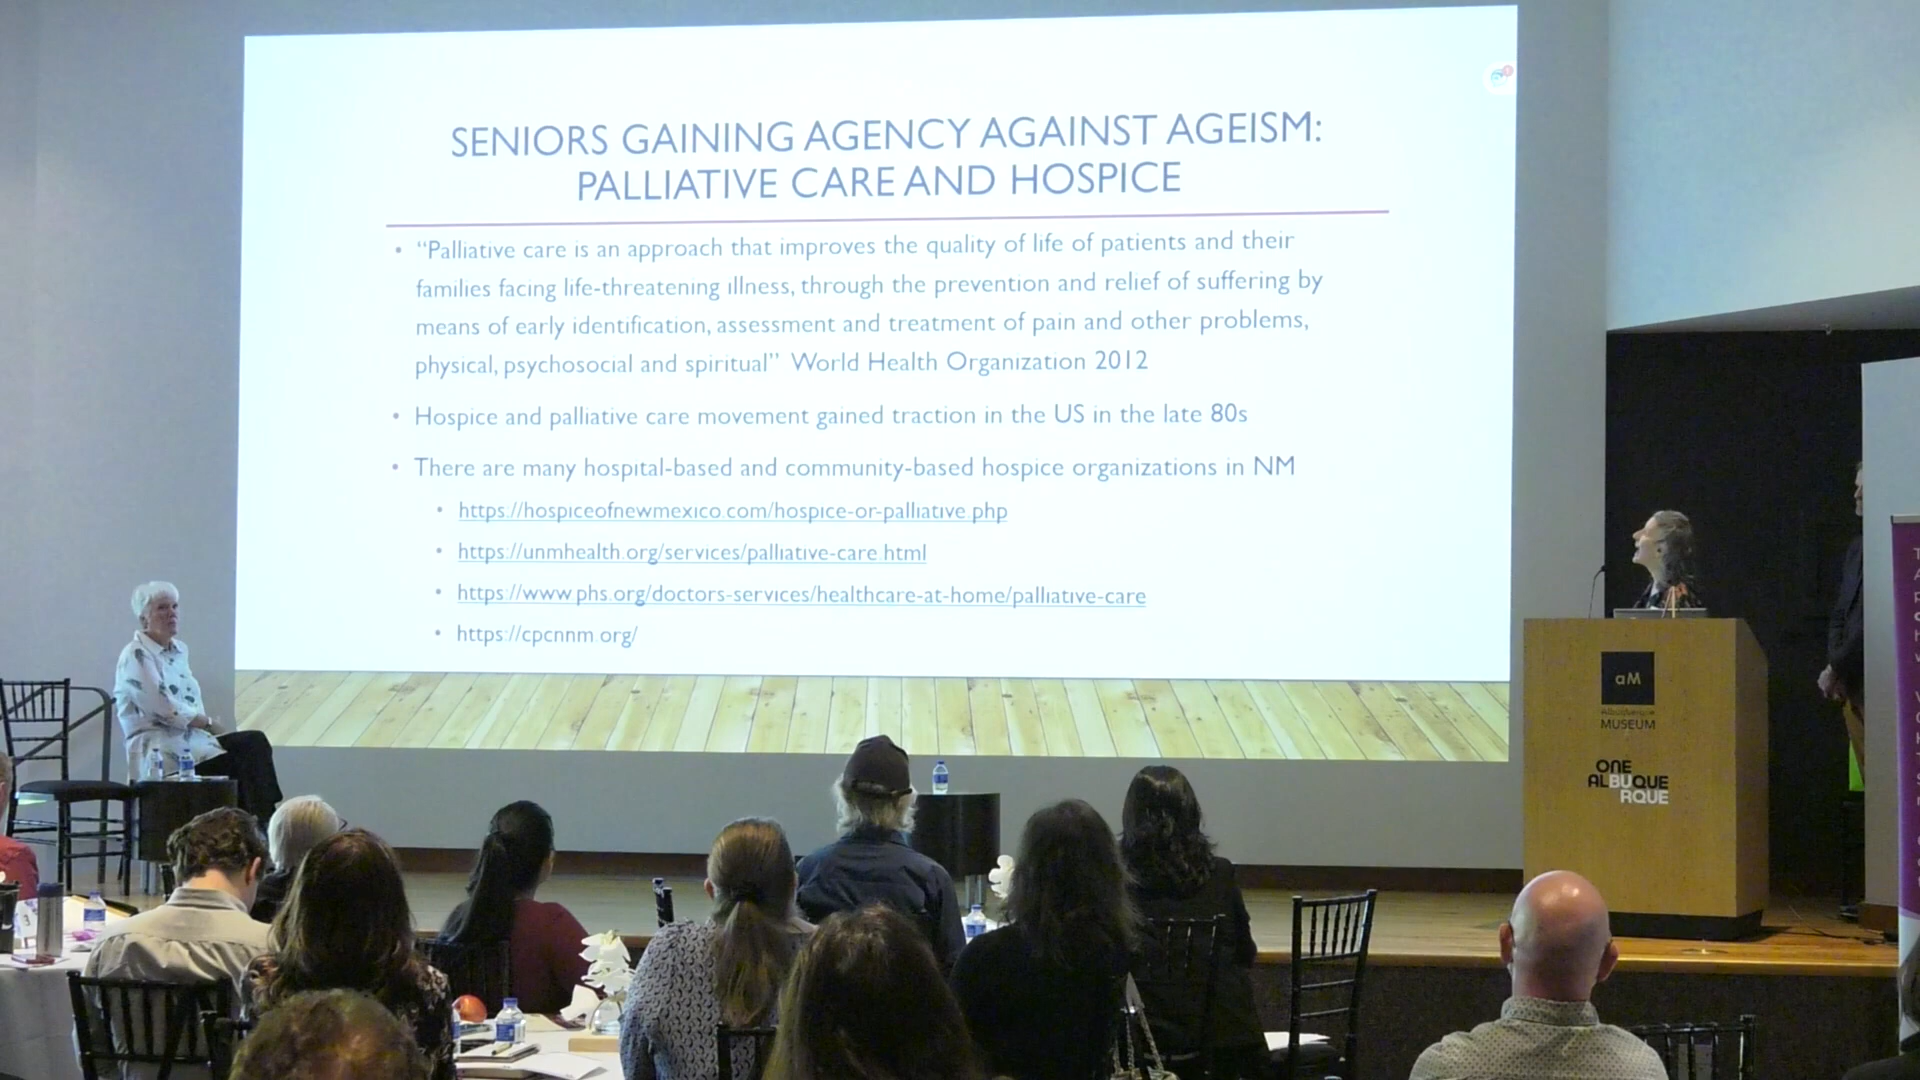 SENIORS GAINING AGENCY AGAINST AGEISM:
PALLIATIVE CARE AND HOSPICE
• “Palliative care is an approach that improves the quality of life of patients and their
families facing life-threatening illness, through the prevention and relief of suffering by
means of early identification, assessment and treatment of pain and other problems,
physical, psychosocial and spiritual” World Health Organization 2012
• Hospice and palliative care movement gained traction in the US in the late 80s
• There are many hospital-based and community-based hospice organizations in NM
• https://hospiceofnewmexico.com/hospice-or-palliative.php
• https://unmhealth.org/services/palliative-care.html
• https://www.phs.org/doctors-services/healthcare-at-home/palliative-care
• https://cpcnnm.org/
aM
Albuquerque
MUSEUM
ONE
ALBUQUE
RQUE
3